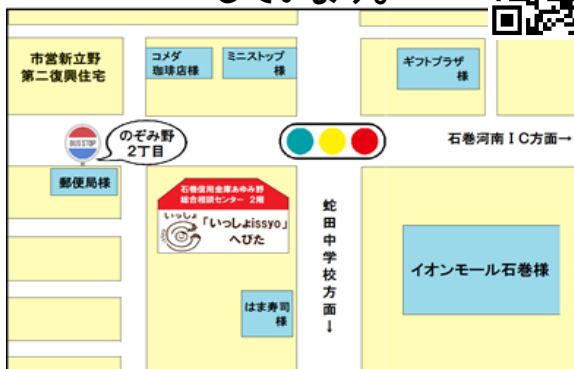 しています。
市営新立野
第二復興住宅
コメダ
珈琲店様
ミニストップ
様
ギフトプラザ
様
BUS STOP
のぞみ野
2丁目
石巻河南IC方面→
郵便局様
石巻信用金庫あゆみ野
総合相談センター 2階
いっしょ
「いっしょissyo」
へびた
蛇田中学校方面→
イオンモール石巻様
はま寿司
様